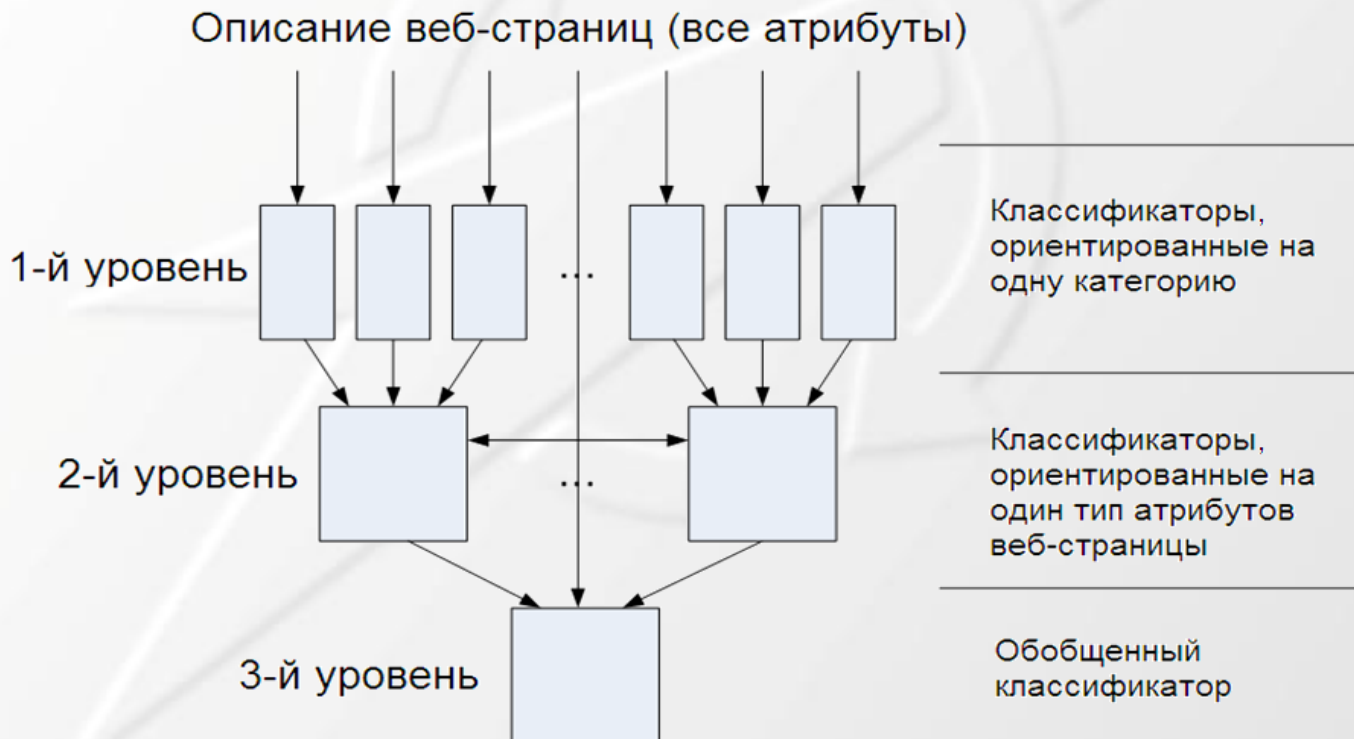 Описание веб-страниц (все атрибуты)
1-й уровень
...
Классификаторы,
ориентированные на
одну категорию
2-й уровень
...
Классификаторы,
ориентированные на
один тип атрибутов
веб-страницы
3-й уровень
Обобщенный
классификатор